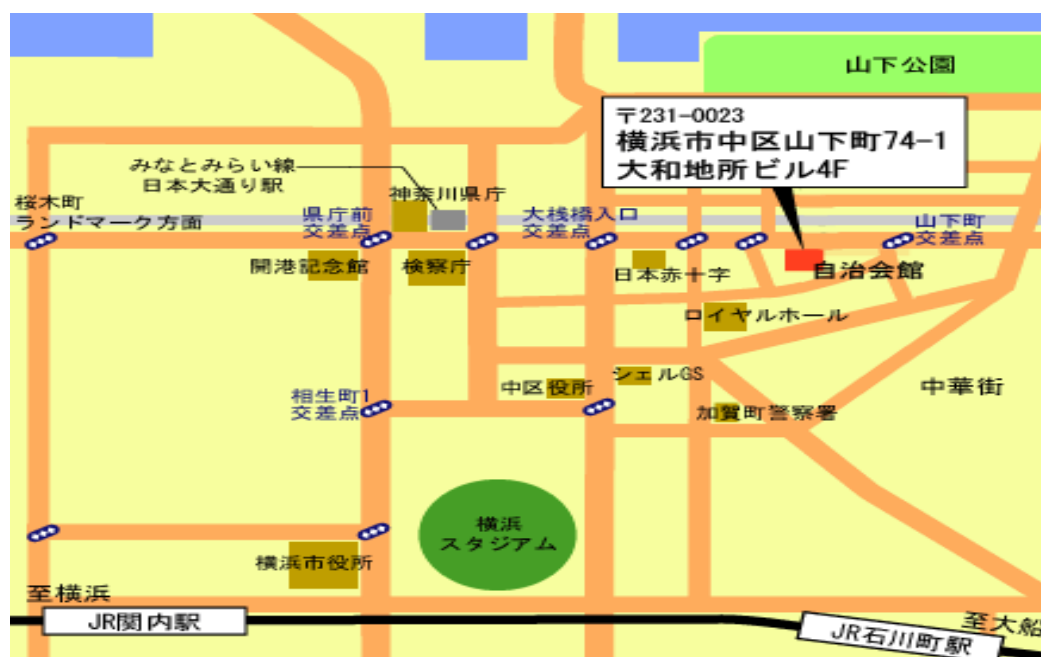 山下公園
〒231-0023
横浜市中区山下町74-1
大和地所ビル4F
みなとみらい線
日本大通り駅
神奈川県庁
桜木町
ランドマーク方面
県庁前
交差点
大桟橋入口
交差点
山下町
交差点
開港記念館
検察庁
日本赤十字
自治会館
ロイヤルホール
相生町1
交差点
中区役所
シェルGS
中華街
加賀町警察署
横浜
スタジアム
横浜市役所
至横浜
JR関内駅
至大船
JR石川町駅